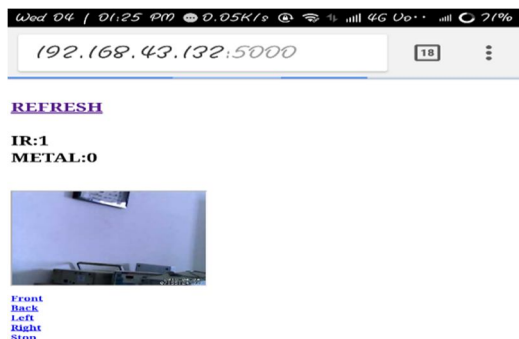 Wed 04 | 01:25 PM 0.05K/s 4G Vo·· 71%
192.168.43.132:5000 18
REFRESH
IR:1
METAL:0
Front
Back
Left
Right
Stop